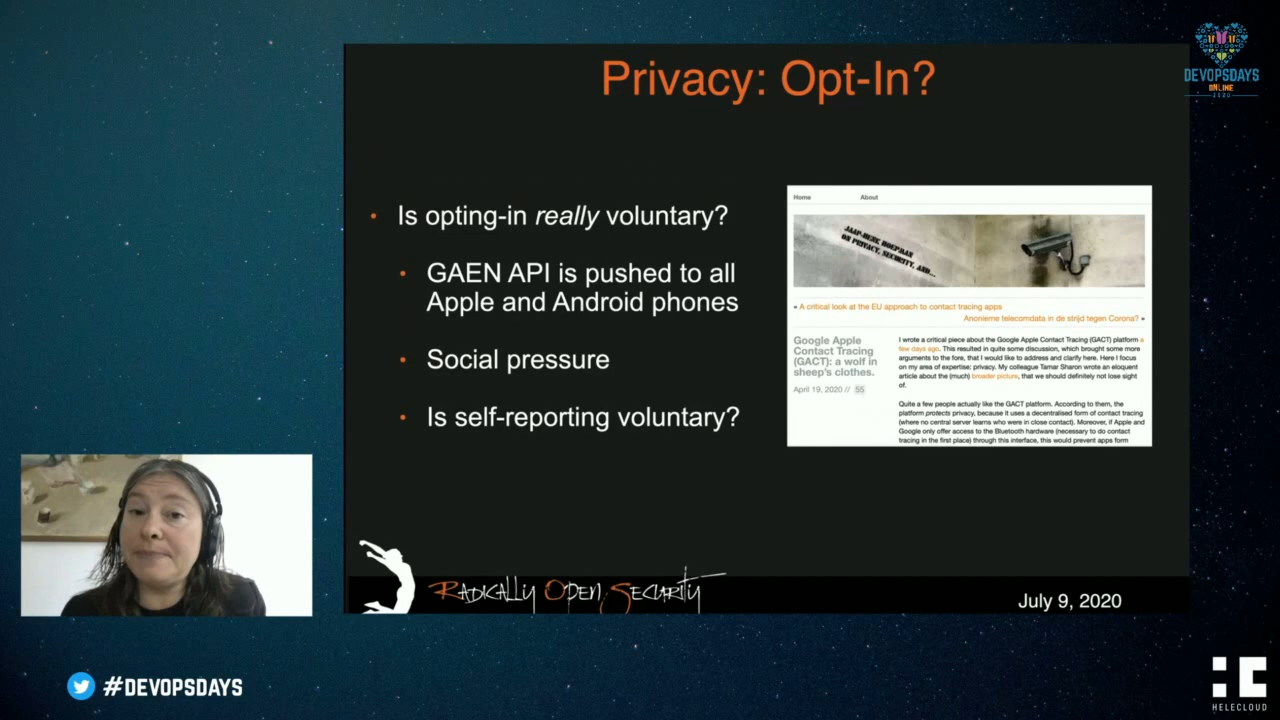 DEVOPSDAYS
ONLINE
2020
Privacy: Opt-In?
Is opting-in really voluntary?
GAEN API is pushed to all
Apple and Android phones
Social pressure
Is self-reporting voluntary?
Home About
JAAP-HENK HOEPMAN
ON PRIVACY, SECURITY, AND...
« A critical look at the EU approach to contact tracing apps
Anonieme telecomdata in de strijd tegen Corona? »
Google Apple
Contact Tracing
(GACT): a wolf in
sheep's clothes.
April 19, 2020 // 55
I wrote a critical piece about the Google Apple Contact Tracing (GACT) platform a
few days ago. This resulted in quite some discussion, which brought some more
arguments to the fore, that I would like to address and clarify here. Here I focus
on my area of expertise: privacy. My colleague Tamar Sharon wrote an eloquent
article about the (much) broader picture, that we should definitely not lose sight
of.
Quite a few people actually like the GACT platform. According to them, the
platform protects privacy, because it uses a decentralised form of contact tracing
(where no central server learns who were in close contact). Moreover, if Apple and
Google only offer access to the Bluetooth hardware (necessary to do contact
tracing in the first place) through this interface, this would prevent apps form
RADICALLY OPEN SECURITY
July 9, 2020
#DEVOPSDAYS
HELECLOUD